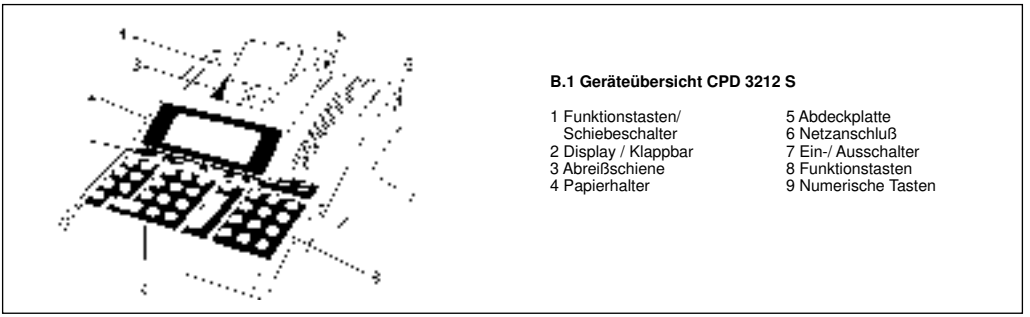 B.1 Geräteübersicht CPD 3212 S
1 Funktionstasten/
Schiebeschalter
2 Display / Klappbar
3 Abreißschiene
4 Papierhalter
5 Abdeckplatte
6 Netzanschluß
7 Ein-/ Ausschalter
8 Funktionstasten
9 Numerische Tasten